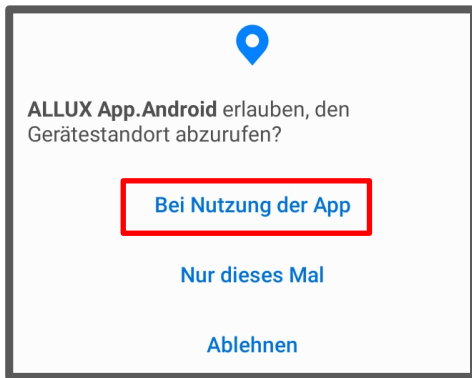 ALLUX App.Android erlauben, den
Gerätestandort abzurufen?
Bei Nutzung der App
Nur dieses Mal
Ablehnen